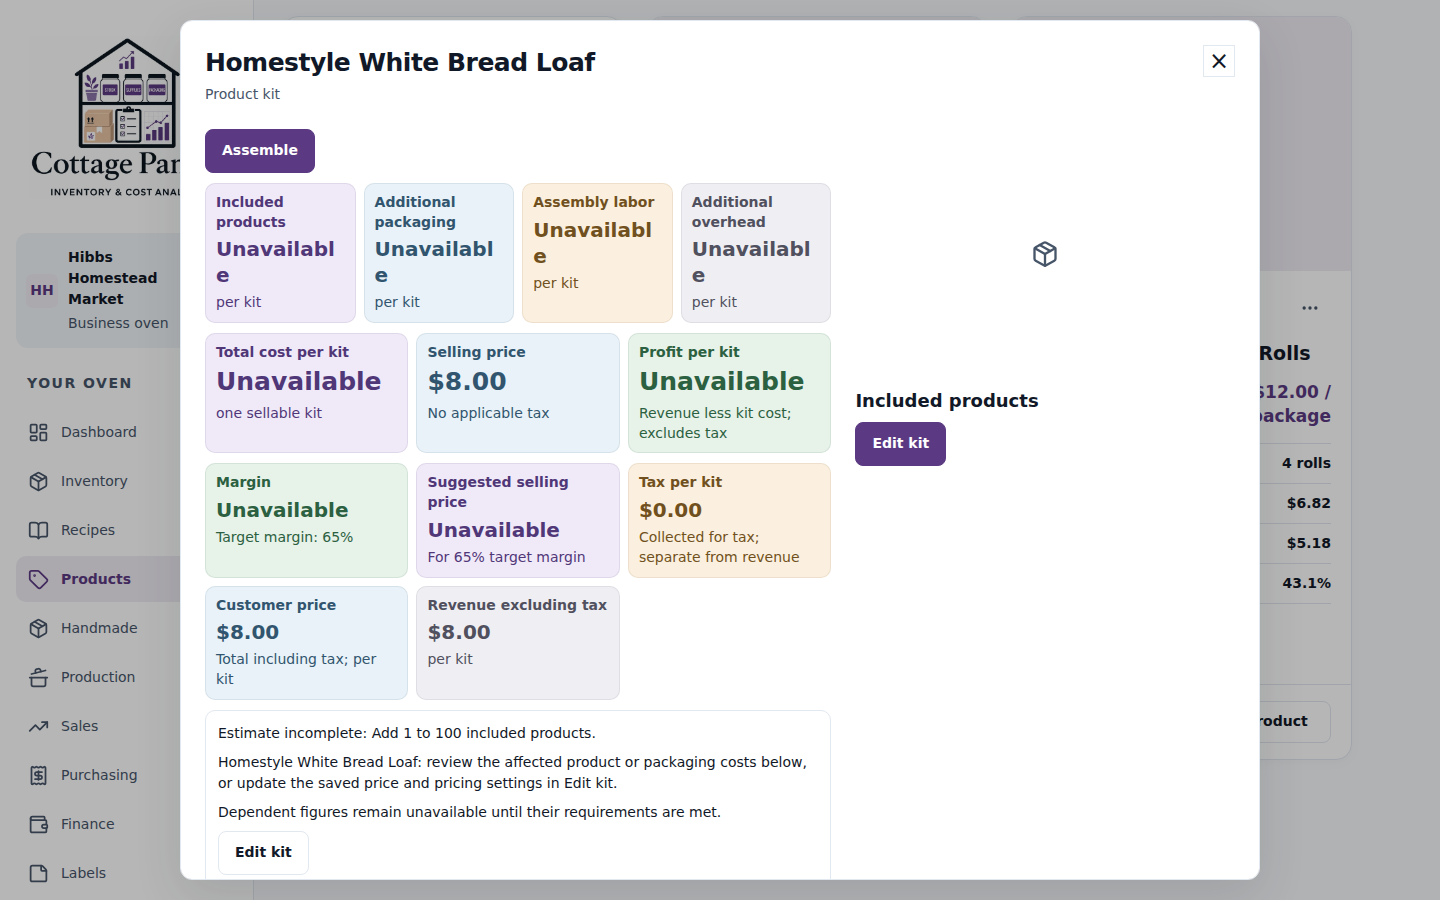 Homestyle White Bread Loaf
Product kit
Assemble
Included
products
Unavailabl
e
per kit
Additional
packaging
Unavailabl
e
per kit
Assembly labor
Unavailabl
e
per kit
Additional
overhead
Unavailabl
e
per kit
Total cost per kit
Unavailable
one sellable kit
Selling price
$8.00
No applicable tax
Profit per kit
Unavailable
Revenue less kit cost;
excludes tax
Margin
Unavailable
Target margin: 65%
Suggested selling
price
Unavailable
For 65% target margin
Tax per kit
$0.00
Collected for tax;
separate from revenue
Customer price
$8.00
Total including tax; per
kit
Revenue excluding tax
$8.00
per kit
Estimate incomplete: Add 1 to 100 included products.
Homestyle White Bread Loaf: review the affected product or packaging costs below,
or update the saved price and pricing settings in Edit kit.
Dependent figures remain unavailable until their requirements are met.
Edit kit
Included products
Edit kit
Cottage Pan
INVENTORY & COST ANAL
Hibbs
Homestead
Market
HH
Business oven
YOUR OVEN
Dashboard
Inventory
Recipes
Products
Handmade
Production
Sales
Purchasing
Finance
Labels
Rolls
$12.00 /
package
4 rolls
$6.82
$5.18
43.1%
roduct